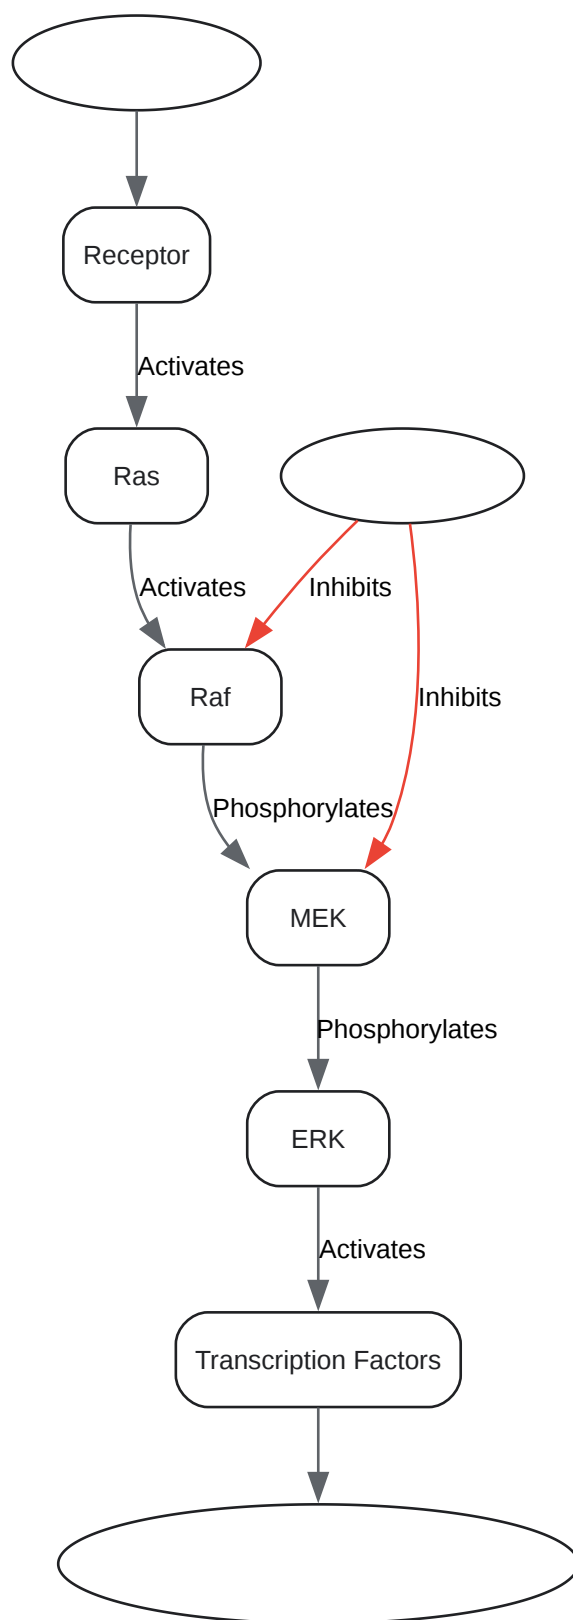 Receptor
Activates
Ras
Activates
Inhibits
Raf
Inhibits
Phosphorylates
MEK
Phosphorylates
ERK
Activates
Transcription Factors